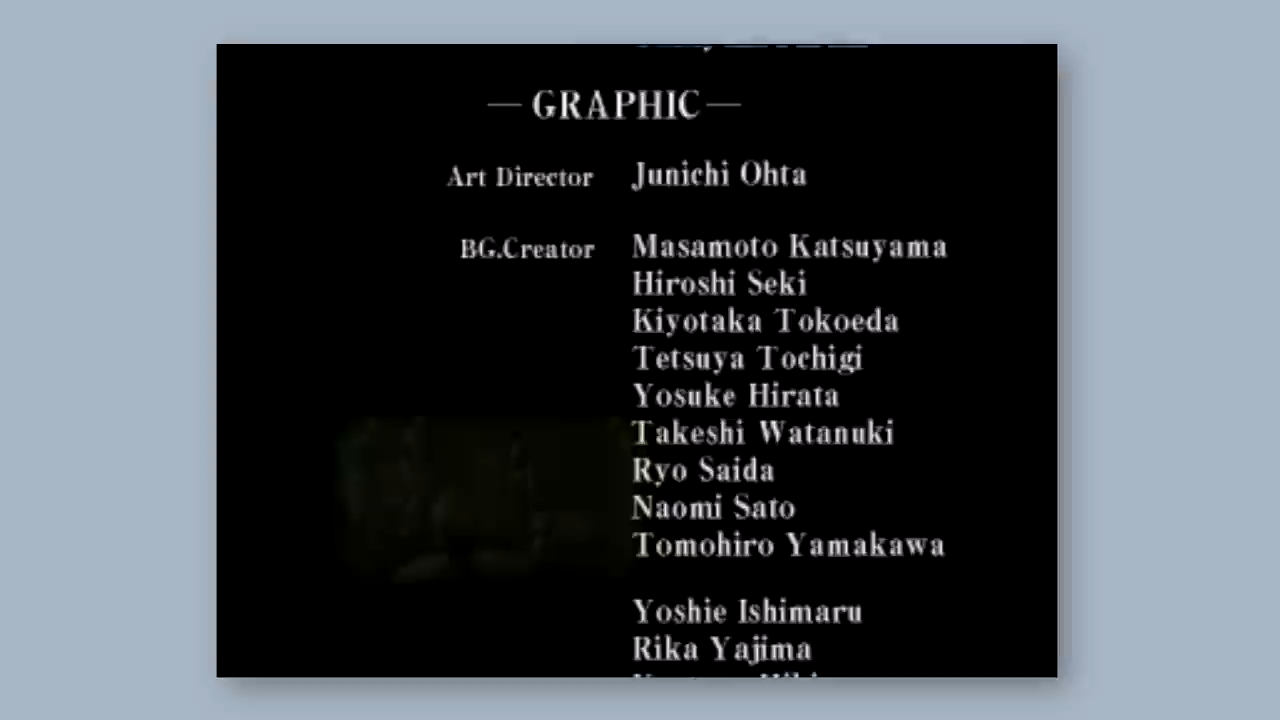 — GRAPHIC —
Art Director Junichi Ohta
BG.Creator Masamoto Katsuyama
Hiroshi Seki
Kiyotaka Tokoeda
Tetsuya Tochigi
Yosuke Hirata
Takeshi Watanuki
Ryo Saida
Naomi Sato
Tomohiro Yamakawa
Yoshie Ishimaru
Rika Yajima